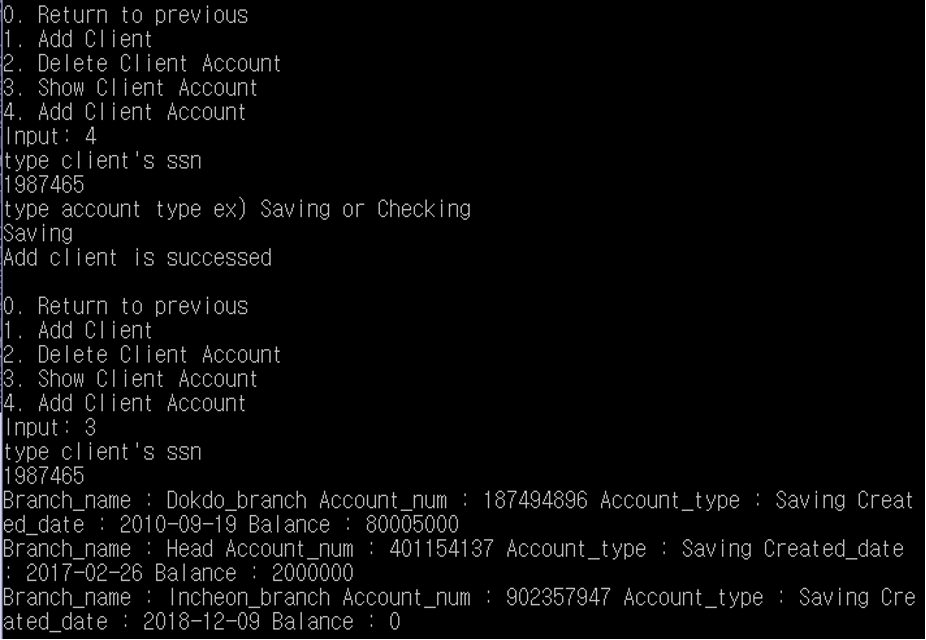 0. Return to previous
1. Add Client
2. Delete Client Account
3. Show Client Account
4. Add Client Account
Input: 4
type client's ssn
1987465
type account type ex) Saving or Checking
Saving
Add client is successed
0. Return to previous
1. Add Client
2. Delete Client Account
3. Show Client Account
4. Add Client Account
Input: 3
type client's ssn
1987465
Branch_name : Dokdo_branch Account_num : 187494896 Account_type : Saving Creat
ed_date : 2010-09-19 Balance : 80005000
Branch_name : Head Account_num : 401154137 Account_type : Saving Created_date
: 2017-02-26 Balance : 2000000
Branch_name : Incheon_branch Account_num : 902357947 Account_type : Saving Cre
ated_date : 2018-12-09 Balance : 0